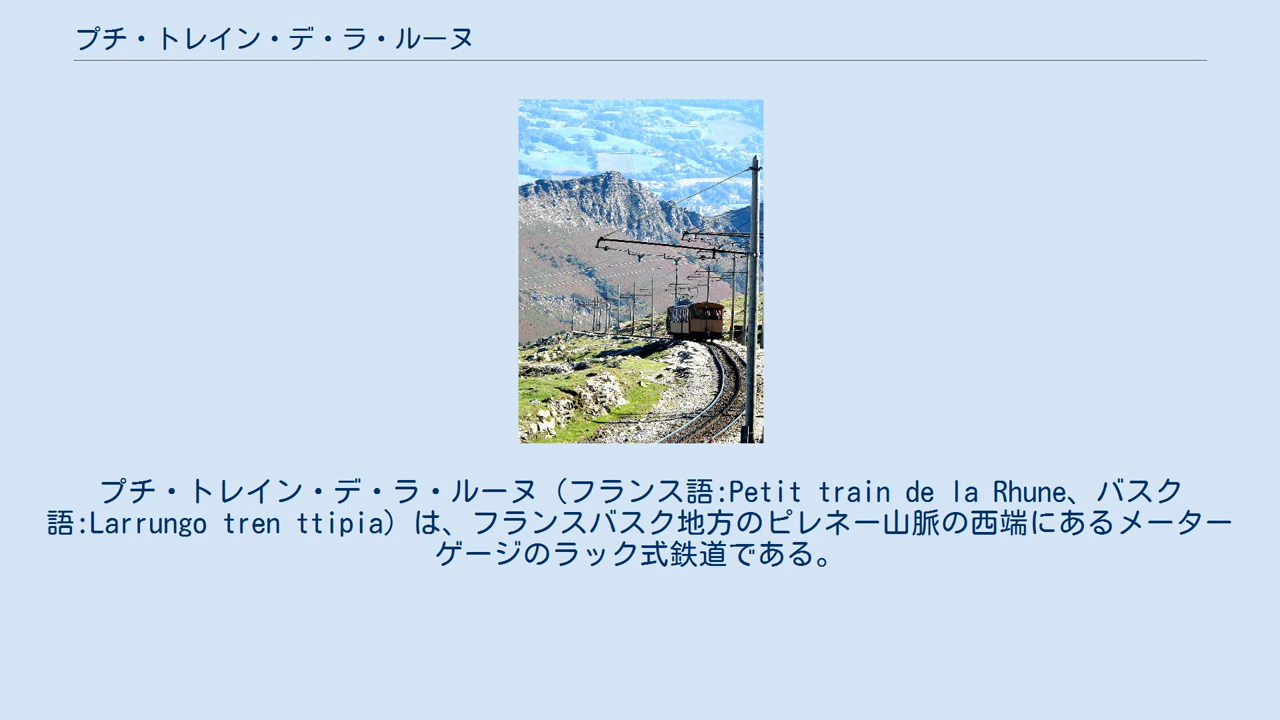 プチ・トレイン・デ・ラ・ルーヌ
プチ・トレイン・デ・ラ・ルーヌ（フランス語:Petit train de la Rhune、バスク
語:Larrungo tren ttipia）は、フランスバスク地方のピレネー山脈の西端にあるメーター
ゲージのラック式鉄道である。